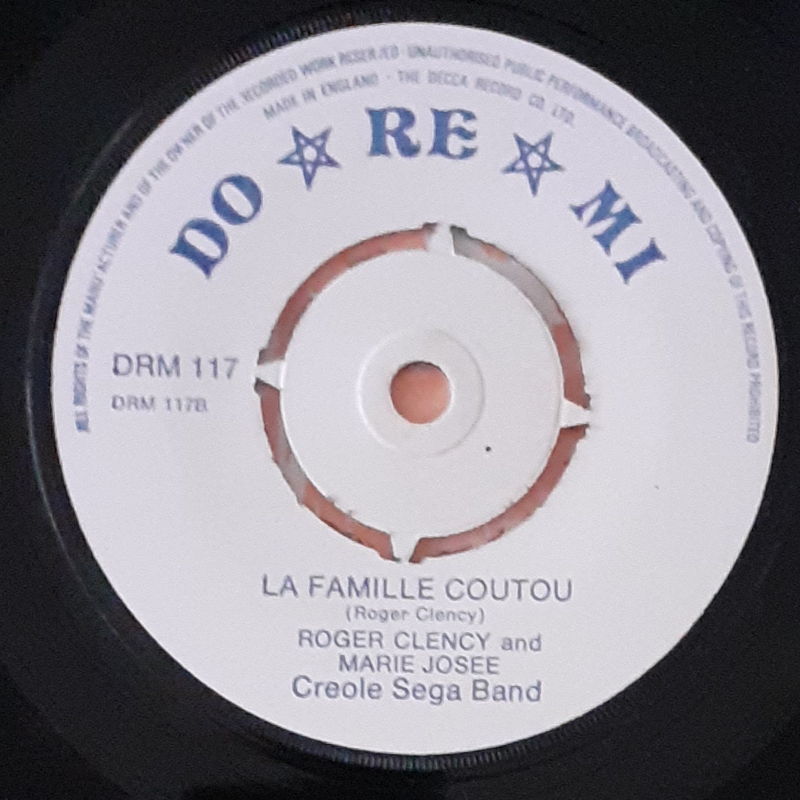 ALL RIGHTS OF THE MANUFACTURER AND OF THE OWNER OF THE RECORDED WORK RESERVED · UNAUTHORISED PUBLIC PERFORMANCE BROADCASTING AND COPYING OF THIS RECORD PROHIBITED
MADE IN ENGLAND · THE DECCA RECORD CO. LTD.
DO ☆ RE ☆ MI
DRM 117
DRM 117B
LA FAMILLE COUTOU
(Roger Clency)
ROGER CLENCY and
MARIE JOSEE
Creole Sega Band